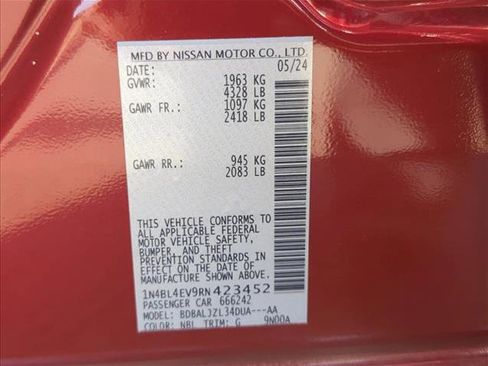 MFD BY NISSAN MOTOR CO., LTD.
DATE: 05/24
GVWR: 1963 KG
4328 LB
GAWR FR.: 1097 KG
2418 LB
GAWR RR.: 945 KG
2083 LB
THIS VEHICLE CONFORMS TO
ALL APPLICABLE FEDERAL
MOTOR VEHICLE SAFETY,
BUMPER, AND THEFT
PREVENTION STANDARDS IN
EFFECT ON THE DATE OF
MANUFACTURE SHOWN ABOVE.
1N4BL4EV9RN423452
PASSENGER CAR 666242
MODEL: BDBALJZL34DUA---AA
COLOR: NBL TRIM: G 9N00A